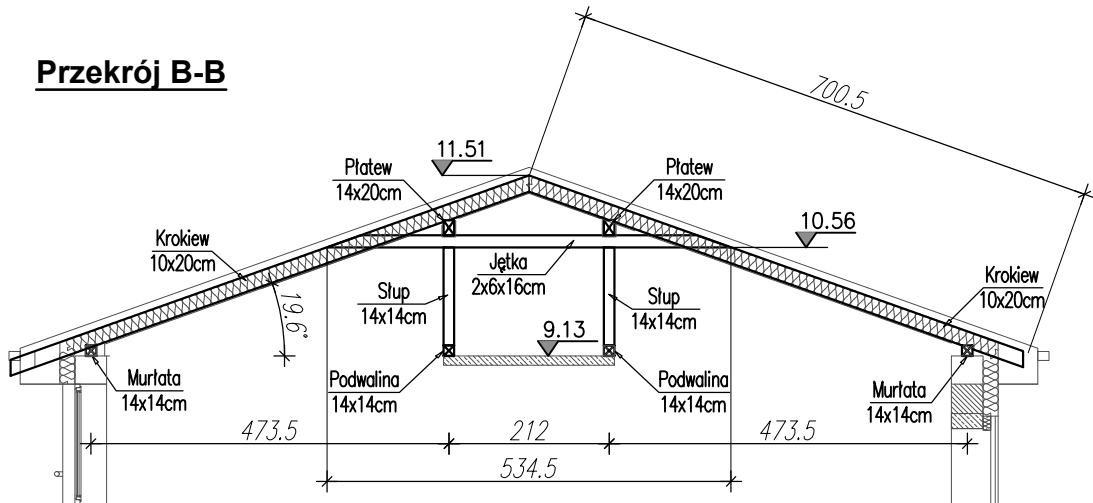 Przekrój B-B
700.5
11.51
Płatew
14x20cm
Płatew
14x20cm
10.56
Krokiew
10x20cm
Jętka
2x6x16cm
Krokiew
10x20cm
Słup
14x14cm
Słup
14x14cm
19.6°
9.13
Murłata
14x14cm
Podwalina
14x14cm
Podwalina
14x14cm
Murłata
14x14cm
473.5
212
473.5
534.5